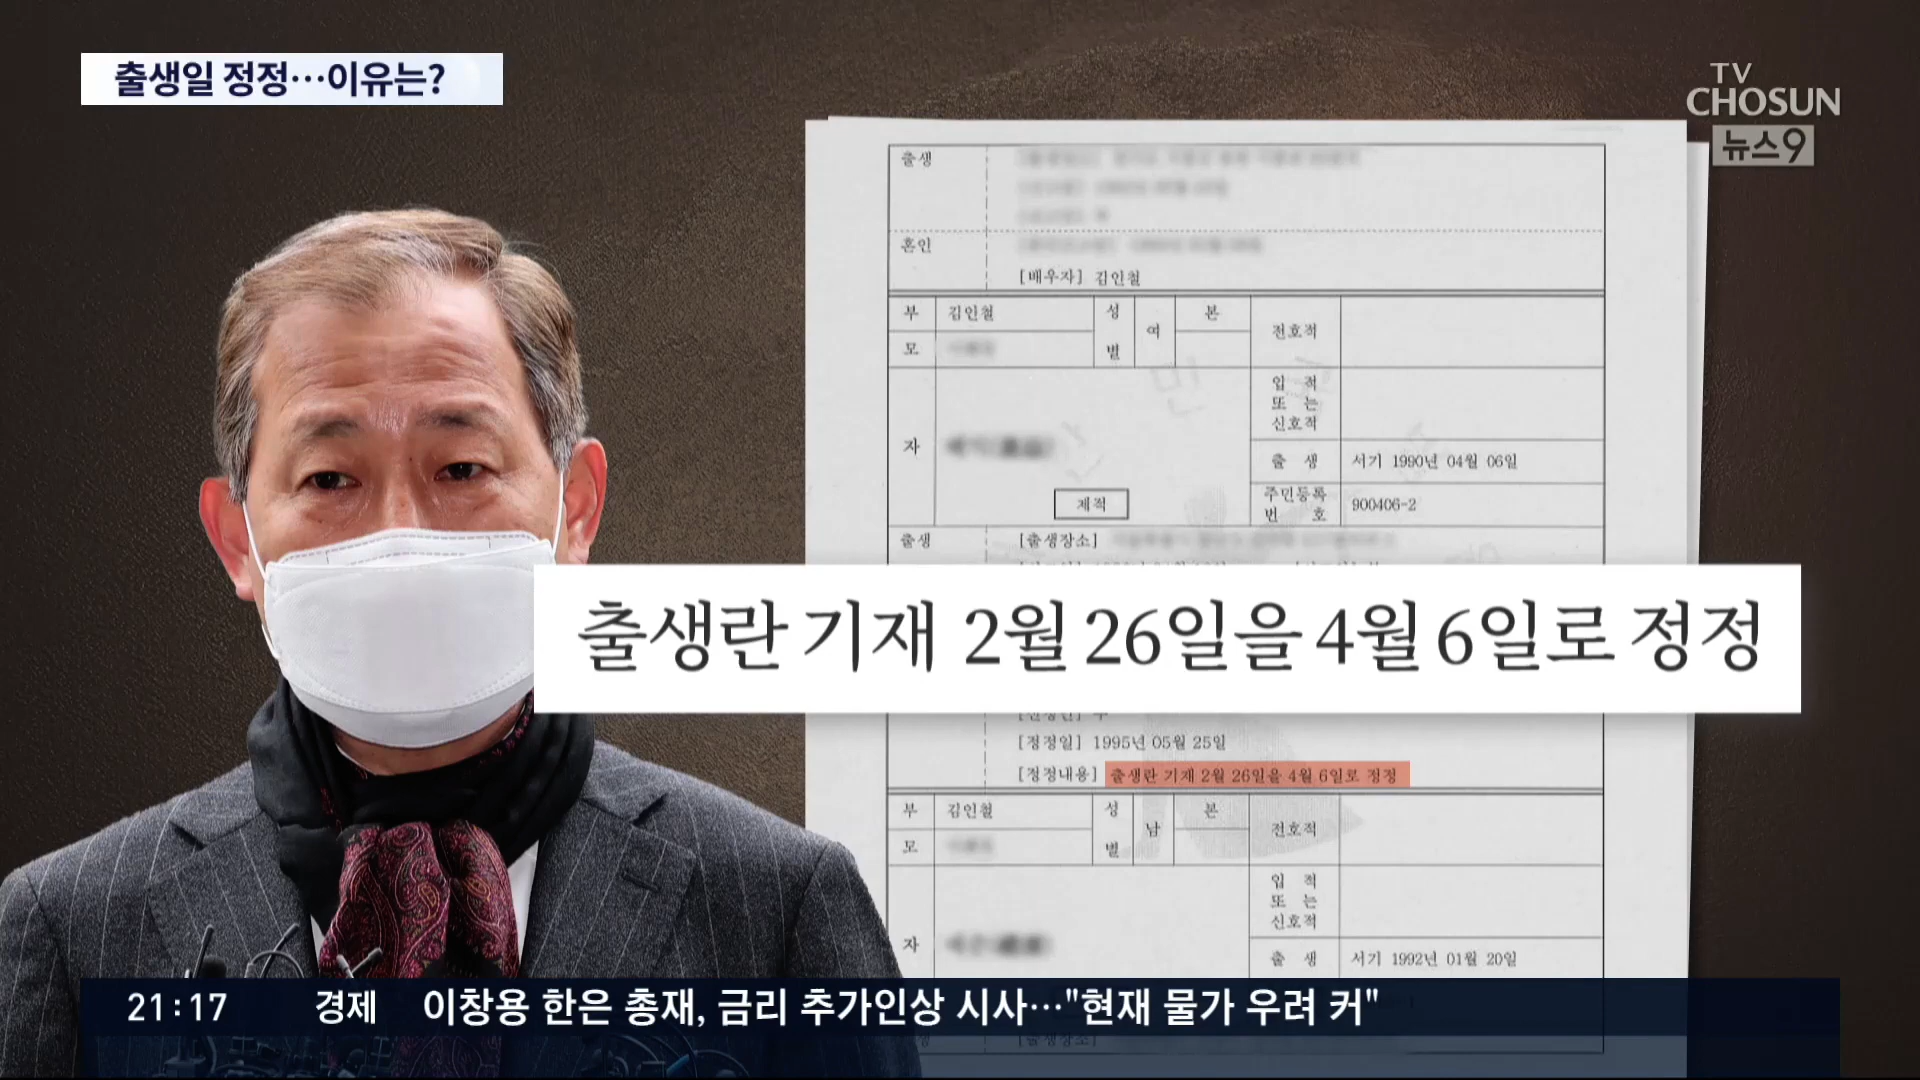 출생일 정정…이유는?
TV
CHOSUN
뉴스9
출생
혼인
[배우자] 김인철
부 김인철 성 별 여 본 전호적
모
입 적
또 는
신호적
자
출 생 서기 1990년 04월 06일
제적
주민등록
번 호 900406-2
출생 [출생장소]
출생란 기재 2월 26일을 4월 6일로 정정
[정정일] 1995년 05월 25일
[정정내용] 출생란 기재 2월 26일을 4월 6일로 정정
부 김인철 성 별 남 본 전호적
모
입 적
또 는
신호적
자
출 생 서기 1992년 01월 20일
21:17 경제 이창용 한은 총재, 금리 추가인상 시사…"현재 물가 우려 커"